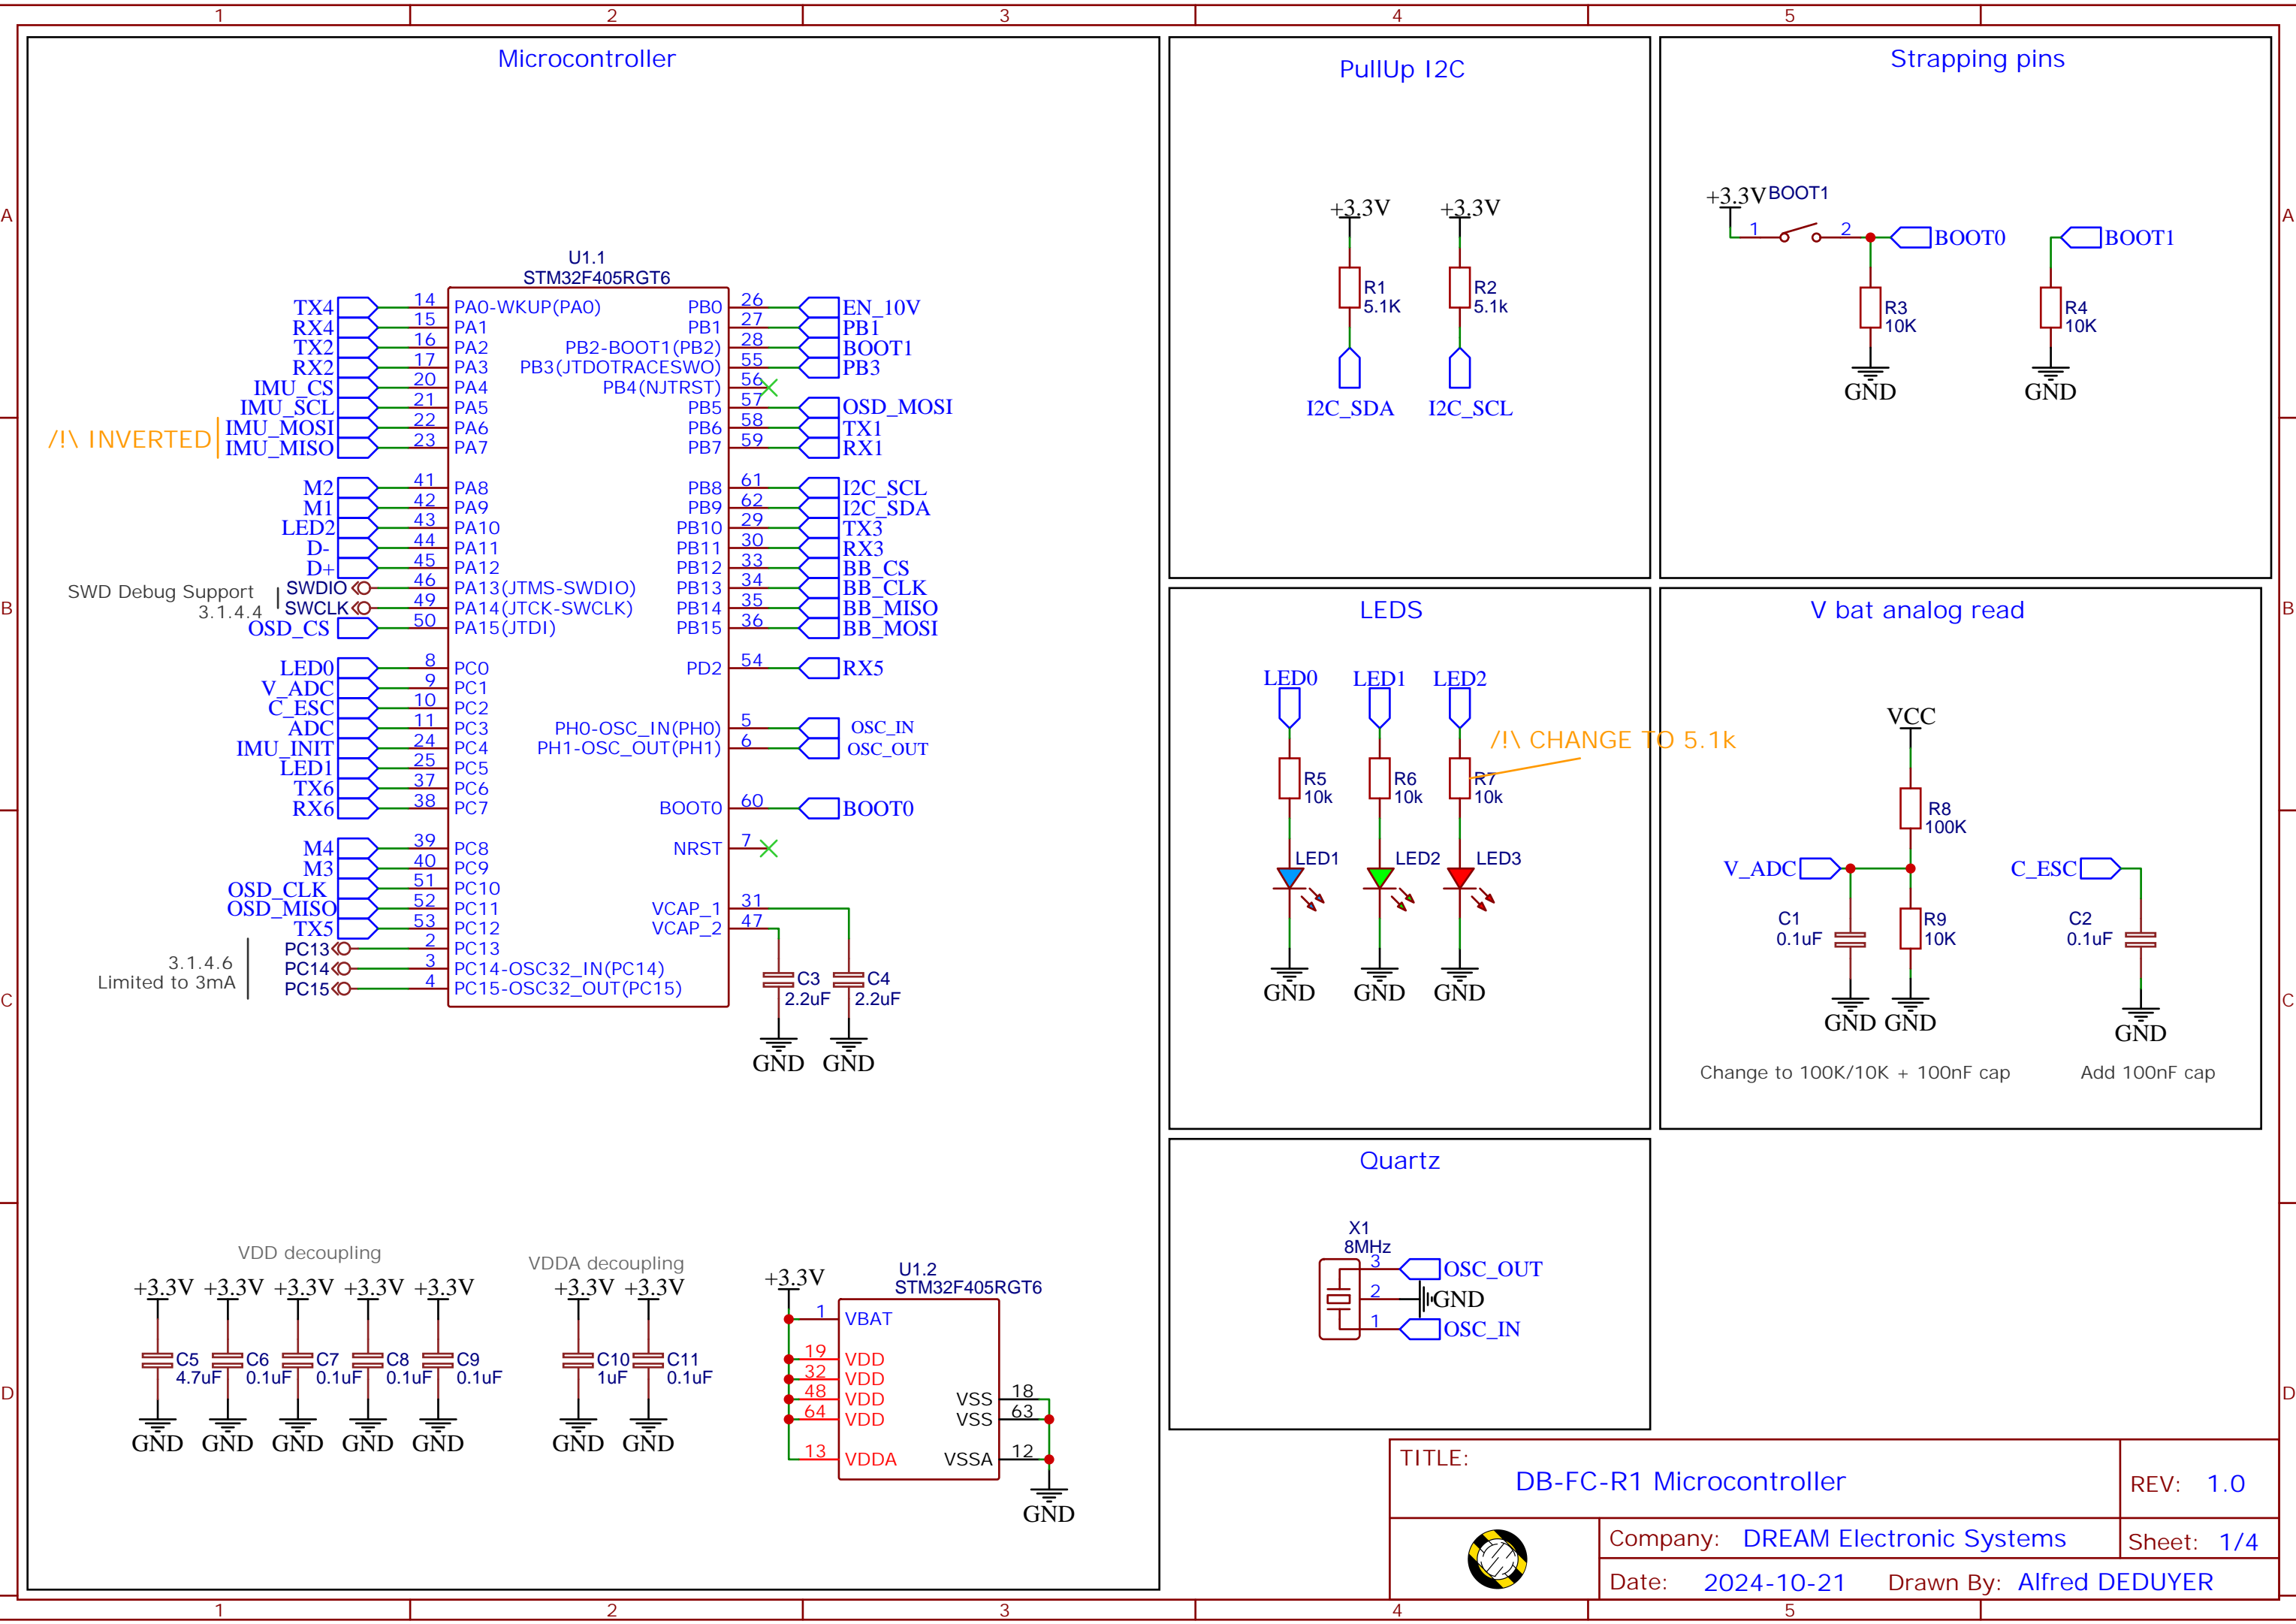 1 2 3 4 5
Microcontroller
U1.1
STM32F405RGT6
TX4 14 PA0-WKUP(PA0)
RX4 15 PA1
TX2 16 PA2
RX2 17 PA3
IMU_CS 20 PA4
IMU_SCL 21 PA5
/!\ INVERTED
IMU_MOSI 22 PA6
IMU_MISO 23 PA7
M2 41 PA8
M1 42 PA9
LED2 43 PA10
D- 44 PA11
D+ 45 PA12
SWD Debug Support
3.1.4.4
SWDIO 46 PA13(JTMS-SWDIO)
SWCLK 49 PA14(JTCK-SWCLK)
OSD_CS 50 PA15(JTDI)
LED0 8 PC0
V_ADC 9 PC1
C_ESC 10 PC2
ADC 11 PC3
IMU_INIT 24 PC4
LED1 25 PC5
TX6 37 PC6
RX6 38 PC7
M4 39 PC8
M3 40 PC9
OSD_CLK 51 PC10
OSD_MISO 52 PC11
TX5 53 PC12
3.1.4.6
Limited to 3mA
PC13 2 PC13
PC14 3 PC14-OSC32_IN(PC14)
PC15 4 PC15-OSC32_OUT(PC15)
PB0 26 EN_10V
PB1 27 PB1
PB2-BOOT1(PB2) 28 BOOT1
PB3(JTDOTRACESWO) 55 PB3
PB4(NJTRST) 56
PB5 57 OSD_MOSI
PB6 58 TX1
PB7 59 RX1
PB8 61 I2C_SCL
PB9 62 I2C_SDA
PB10 29 TX3
PB11 30 RX3
PB12 33 BB_CS
PB13 34 BB_CLK
PB14 35 BB_MISO
PB15 36 BB_MOSI
PD2 54 RX5
PH0-OSC_IN(PH0) 5 OSC_IN
PH1-OSC_OUT(PH1) 6 OSC_OUT
BOOT0 60 BOOT0
NRST 7
VCAP_1 31
VCAP_2 47
C3 C4
2.2uF 2.2uF
GND GND
VDD decoupling
+3.3V +3.3V +3.3V +3.3V +3.3V
C5 C6 C7 C8 C9
4.7uF 0.1uF 0.1uF 0.1uF 0.1uF
GND GND GND GND GND
VDDA decoupling
+3.3V +3.3V
C10 C11
1uF 0.1uF
GND GND
+3.3V
U1.2
STM32F405RGT6
1 VBAT
19 VDD
32 VDD
48 VDD
64 VDD
13 VDDA
VSS 18
VSS 63
VSSA 12
GND
PullUp I2C
+3.3V +3.3V
R1 R2
5.1K 5.1k
I2C_SDA I2C_SCL
Strapping pins
+3.3V BOOT1
1 2 BOOT0 BOOT1
R3 R4
10K 10K
GND GND
LEDS
LED0 LED1 LED2
/!\ CHANGE TO 5.1k
R5 R6 R7
10k 10k 10k
LED1 LED2 LED3
GND GND GND
V bat analog read
VCC
R8
100K
V_ADC C_ESC
C1 R9 C2
0.1uF 10K 0.1uF
GND GND GND
Change to 100K/10K + 100nF cap Add 100nF cap
Quartz
X1
8MHz
3 OSC_OUT
2 GND
1 OSC_IN
TITLE:
DB-FC-R1 Microcontroller
REV: 1.0
Company: DREAM Electronic Systems
Sheet: 1/4
Date: 2024-10-21 Drawn By: Alfred DEDUYER
A A
B B
C C
D D
1 2 3 4 5